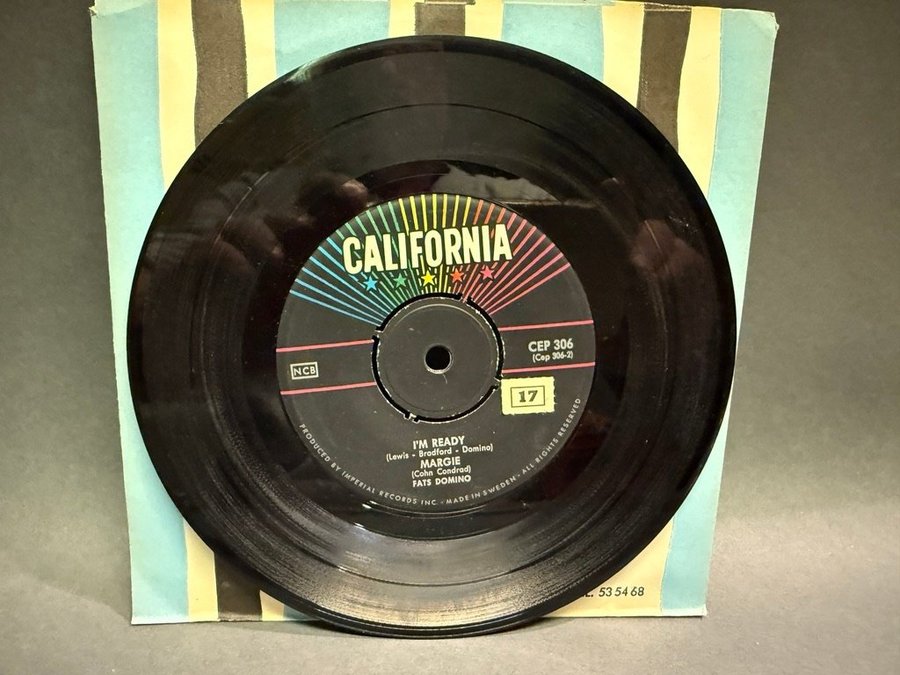 CALIFORNIA
NCB
CEP 306
(Cep 306-2)
17
I'M READY
(Lewis - Bradford - Domino)
MARGIE
(Cohn Condrad)
FATS DOMINO
PRODUCED BY IMPERIAL RECORDS INC. - MADE IN SWEDEN - ALL RIGHTS RESERVED
53 54 68